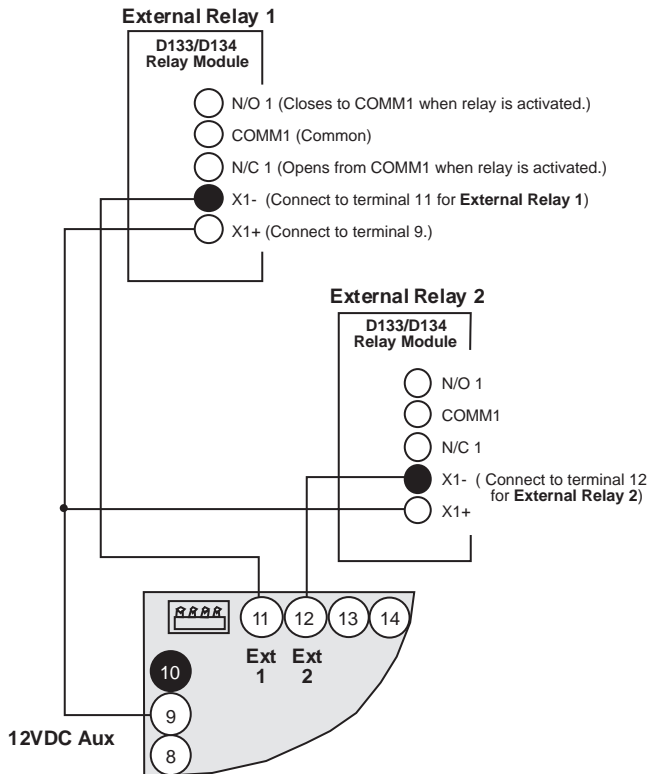 External Relay 1
D133/D134
Relay Module
N/O 1 (Closes to COMM1 when relay is activated.)
COMM1 (Common)
N/C 1 (Opens from COMM1 when relay is activated.)
X1- (Connect to terminal 11 for External Relay 1)
X1+ (Connect to terminal 9.)
External Relay 2
D133/D134
Relay Module
N/O 1
COMM1
N/C 1
X1- ( Connect to terminal 12
for External Relay 2)
X1+
11 12 13 14
Ext Ext
1 2
10
9
12VDC Aux
8